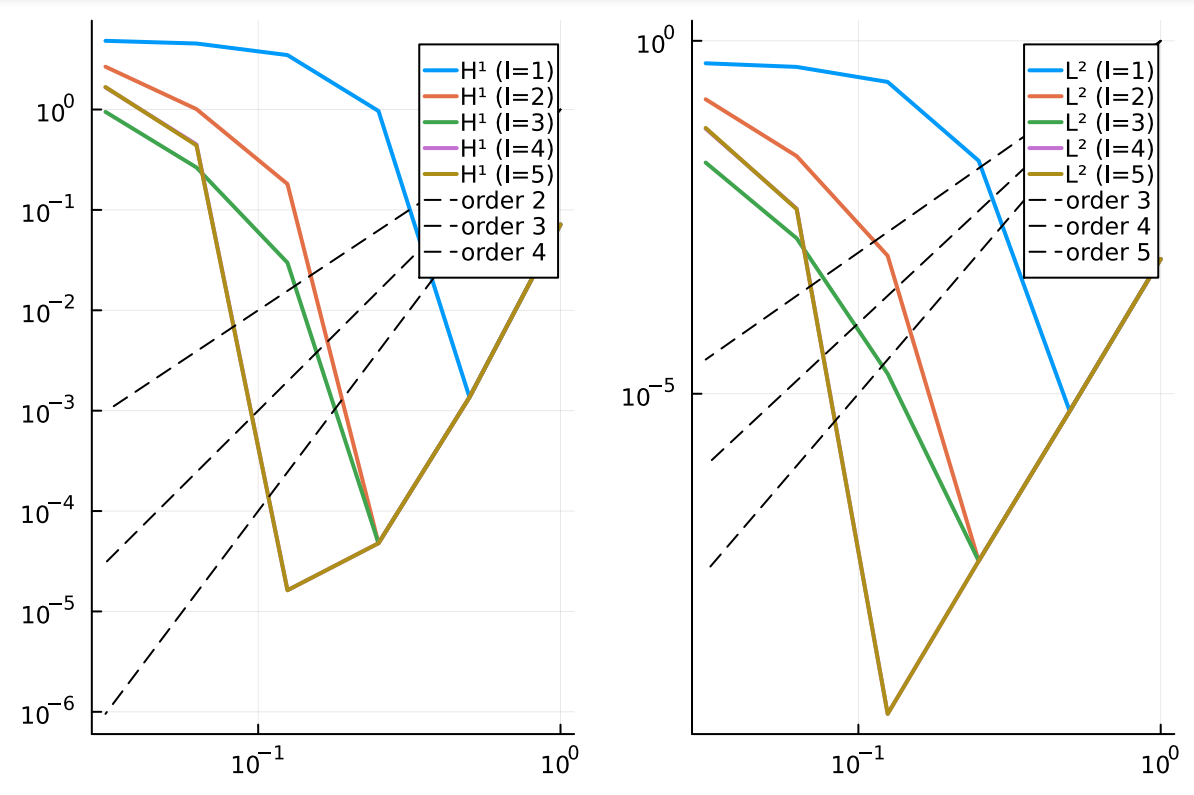 10⁰
10⁻¹
10⁻²
10⁻³
10⁻⁴
10⁻⁵
10⁻⁶
10⁻¹
10⁰
H¹ (l=1)
H¹ (l=2)
H¹ (l=3)
H¹ (l=4)
H¹ (l=5)
order 2
order 3
order 4
10⁰
10⁻⁵
10⁻¹
10⁰
L² (l=1)
L² (l=2)
L² (l=3)
L² (l=4)
L² (l=5)
order 3
order 4
order 5